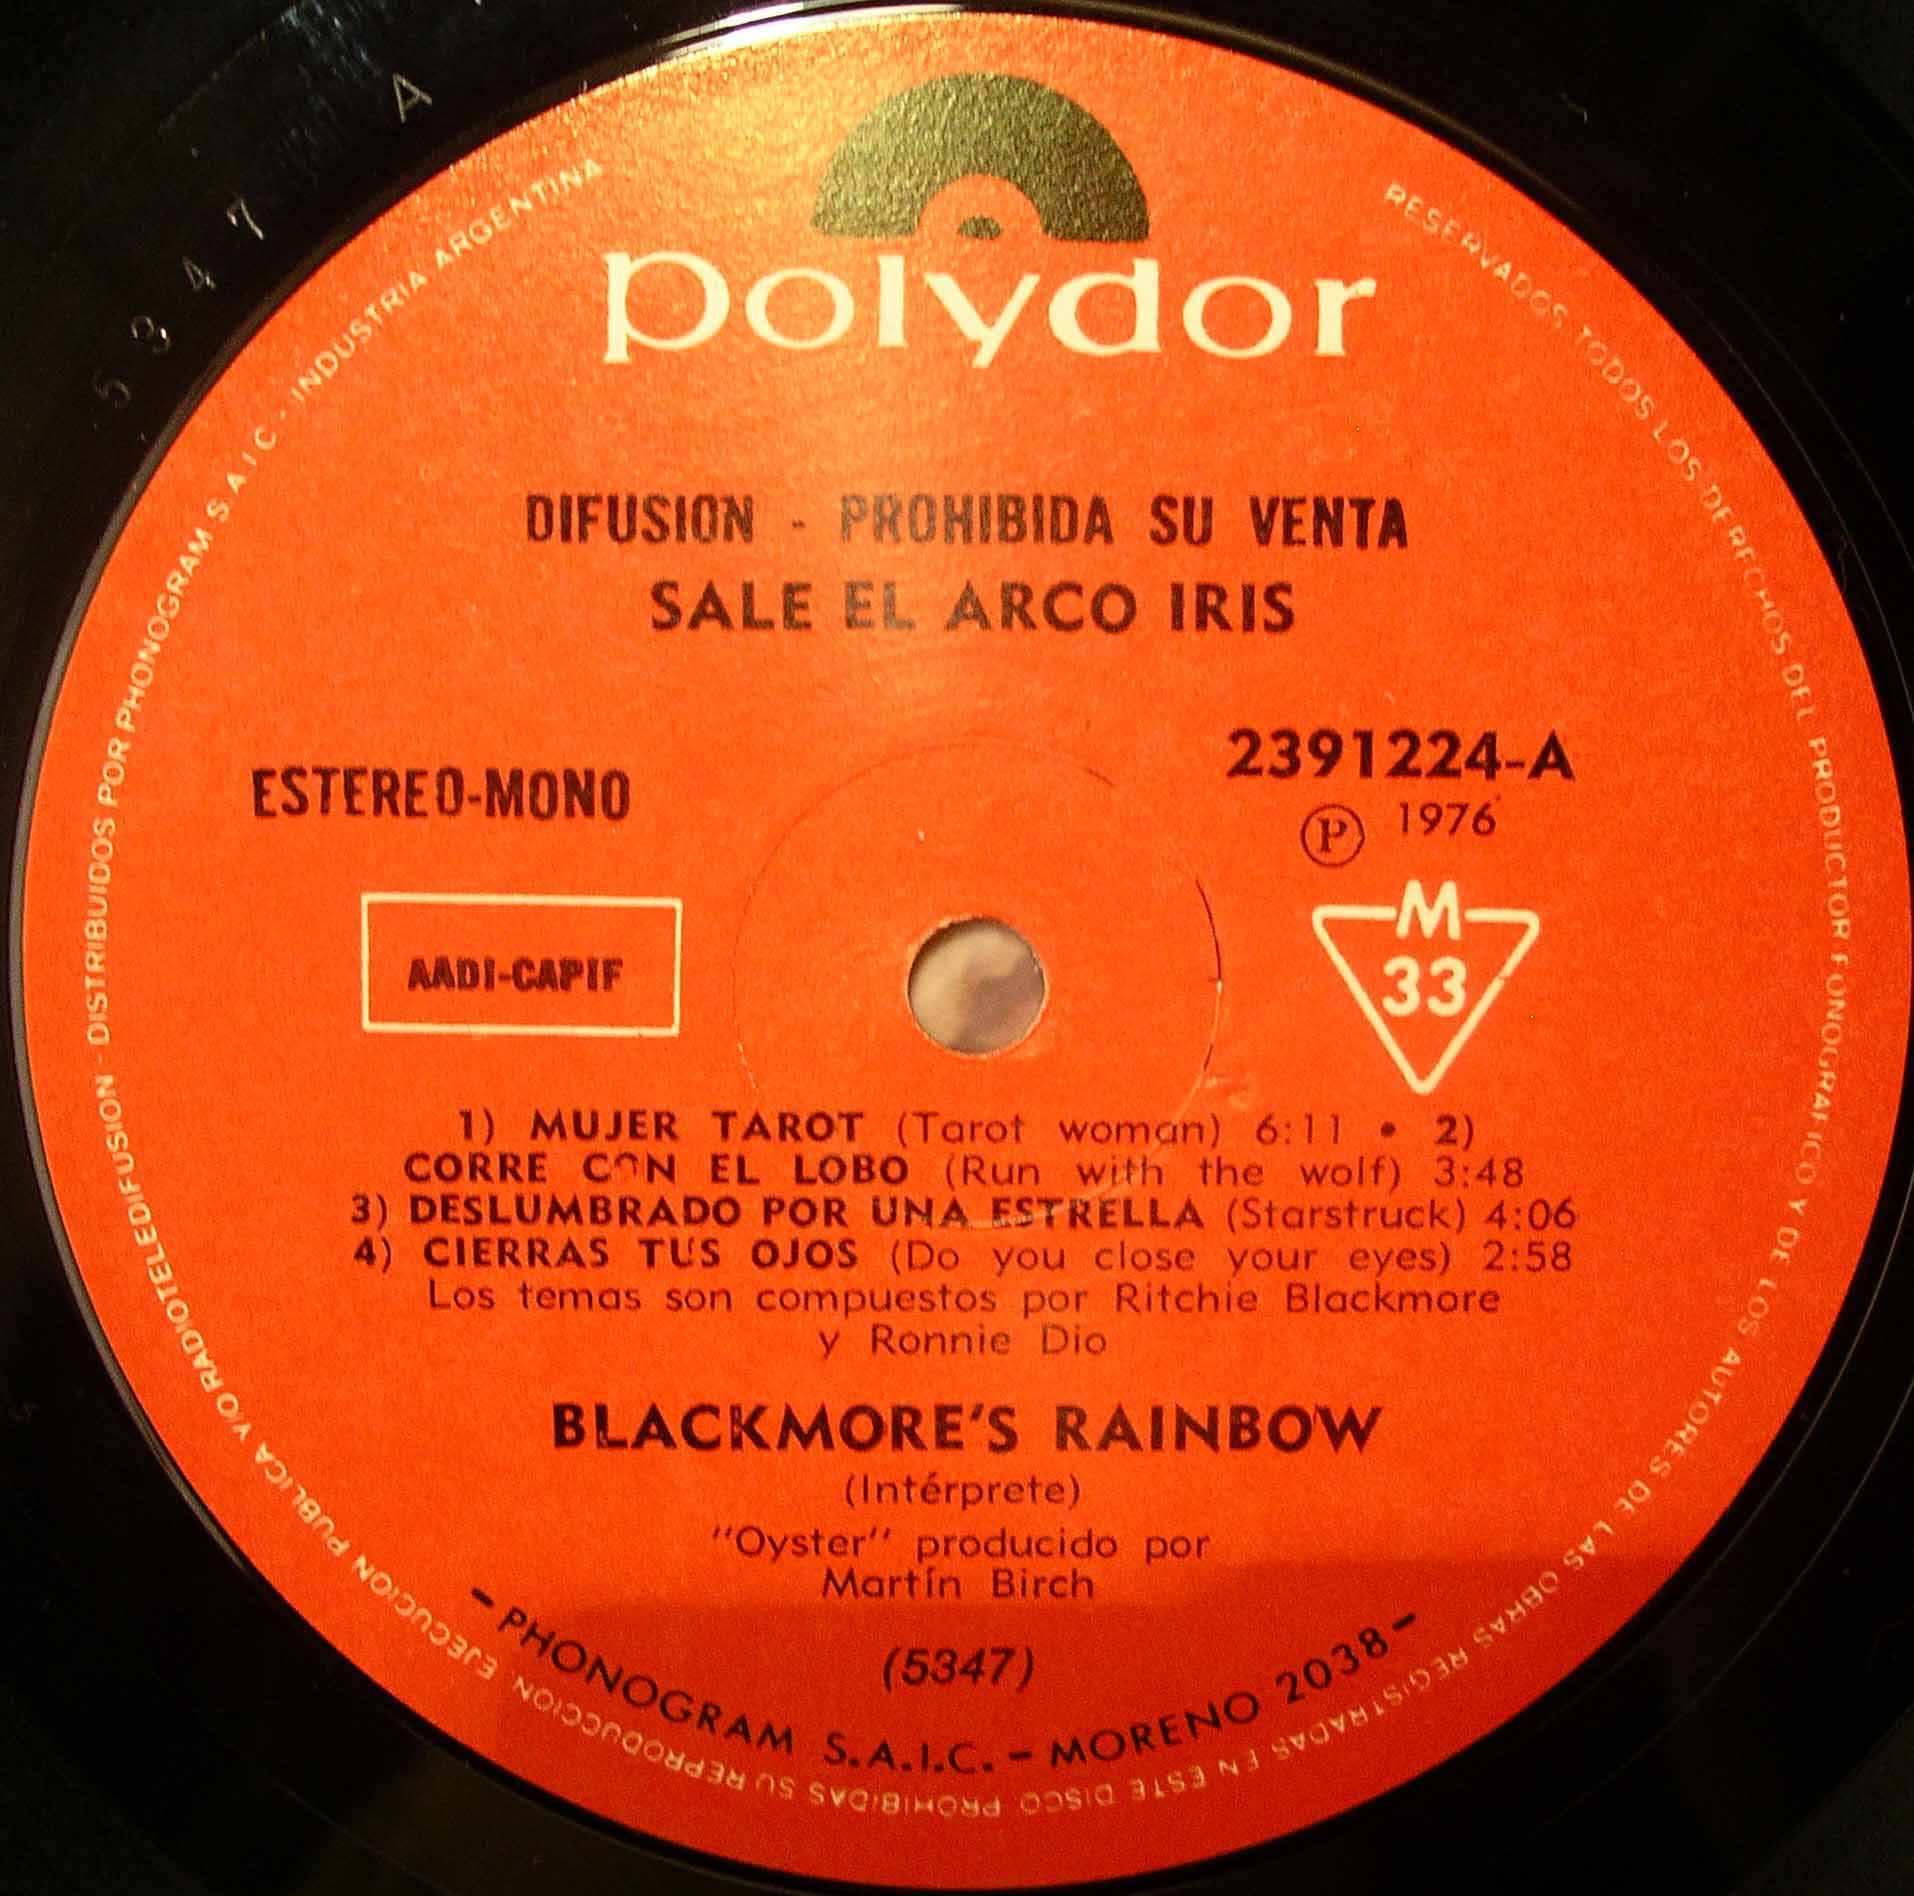 5347 A
polydor
DIFUSION - PROHIBIDA SU VENTA
SALE EL ARCO IRIS
ESTEREO-MONO
2391224-A
Ⓟ 1976
AADI-CAPIF
M
33
1) MUJER TAROT (Tarot woman) 6:11 • 2)
CORRE CON EL LOBO (Run with the wolf) 3:48
3) DESLUMBRADO POR UNA ESTRELLA (Starstruck) 4:06
4) CIERRAS TUS OJOS (Do you close your eyes) 2:58
Los temas son compuestos por Ritchie Blackmore
y Ronnie Dio
BLACKMORE'S RAINBOW
(Intérprete)
"Oyster" producido por
Martín Birch
(5347)
- PHONOGRAM S.A.I.C. - MORENO 2038 -
RESERVADOS TODOS LOS DERECHOS DEL PRODUCTOR FONOGRAFICO Y DE LOS AUTORES DE LAS OBRAS REGISTRADAS EN ESTE DISCO PROHIBIDAS SU REPRODUCCION EJECUCION PUBLICA Y/O RADIOTELEDIFUSION - DISTRIBUIDOS POR PHONOGRAM S A I C - INDUSTRIA ARGENTINA